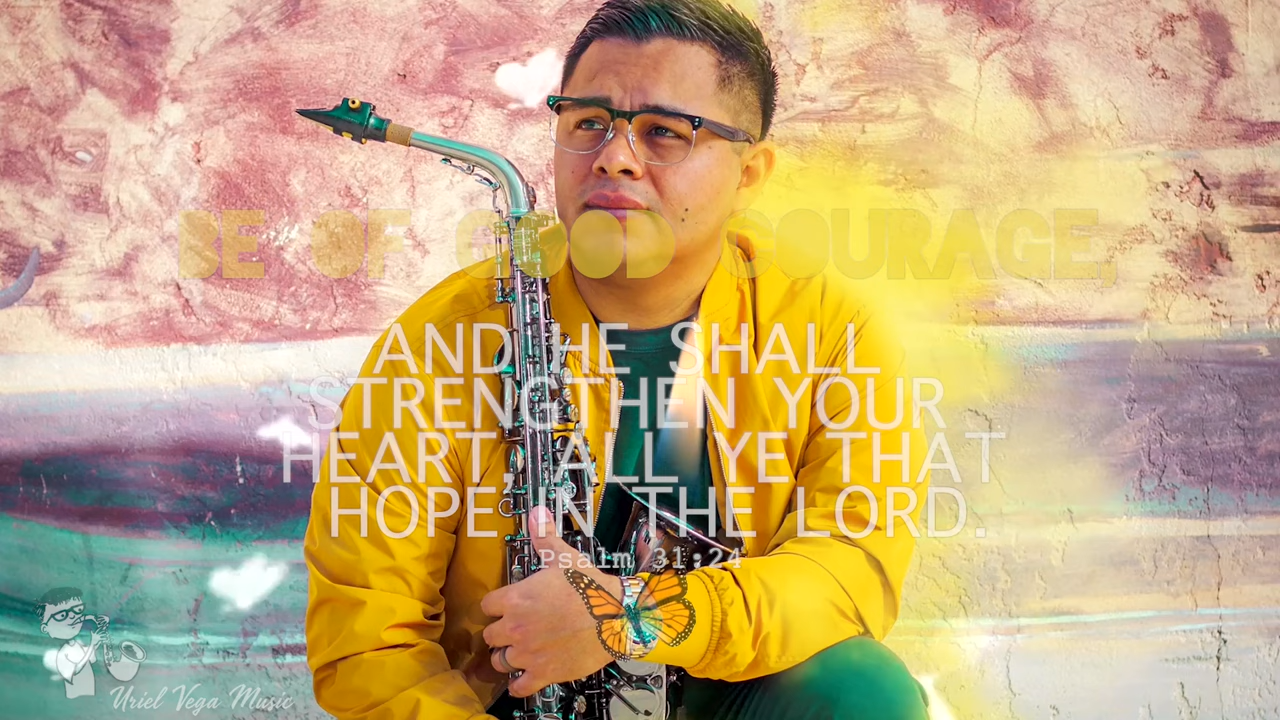 BE OF GOOD COURAGE,
AND HE SHALL
STRENGTHEN YOUR
HEART, ALL YE THAT
HOPE IN THE LORD.
Psalm 31:24
Uriel Vega Music